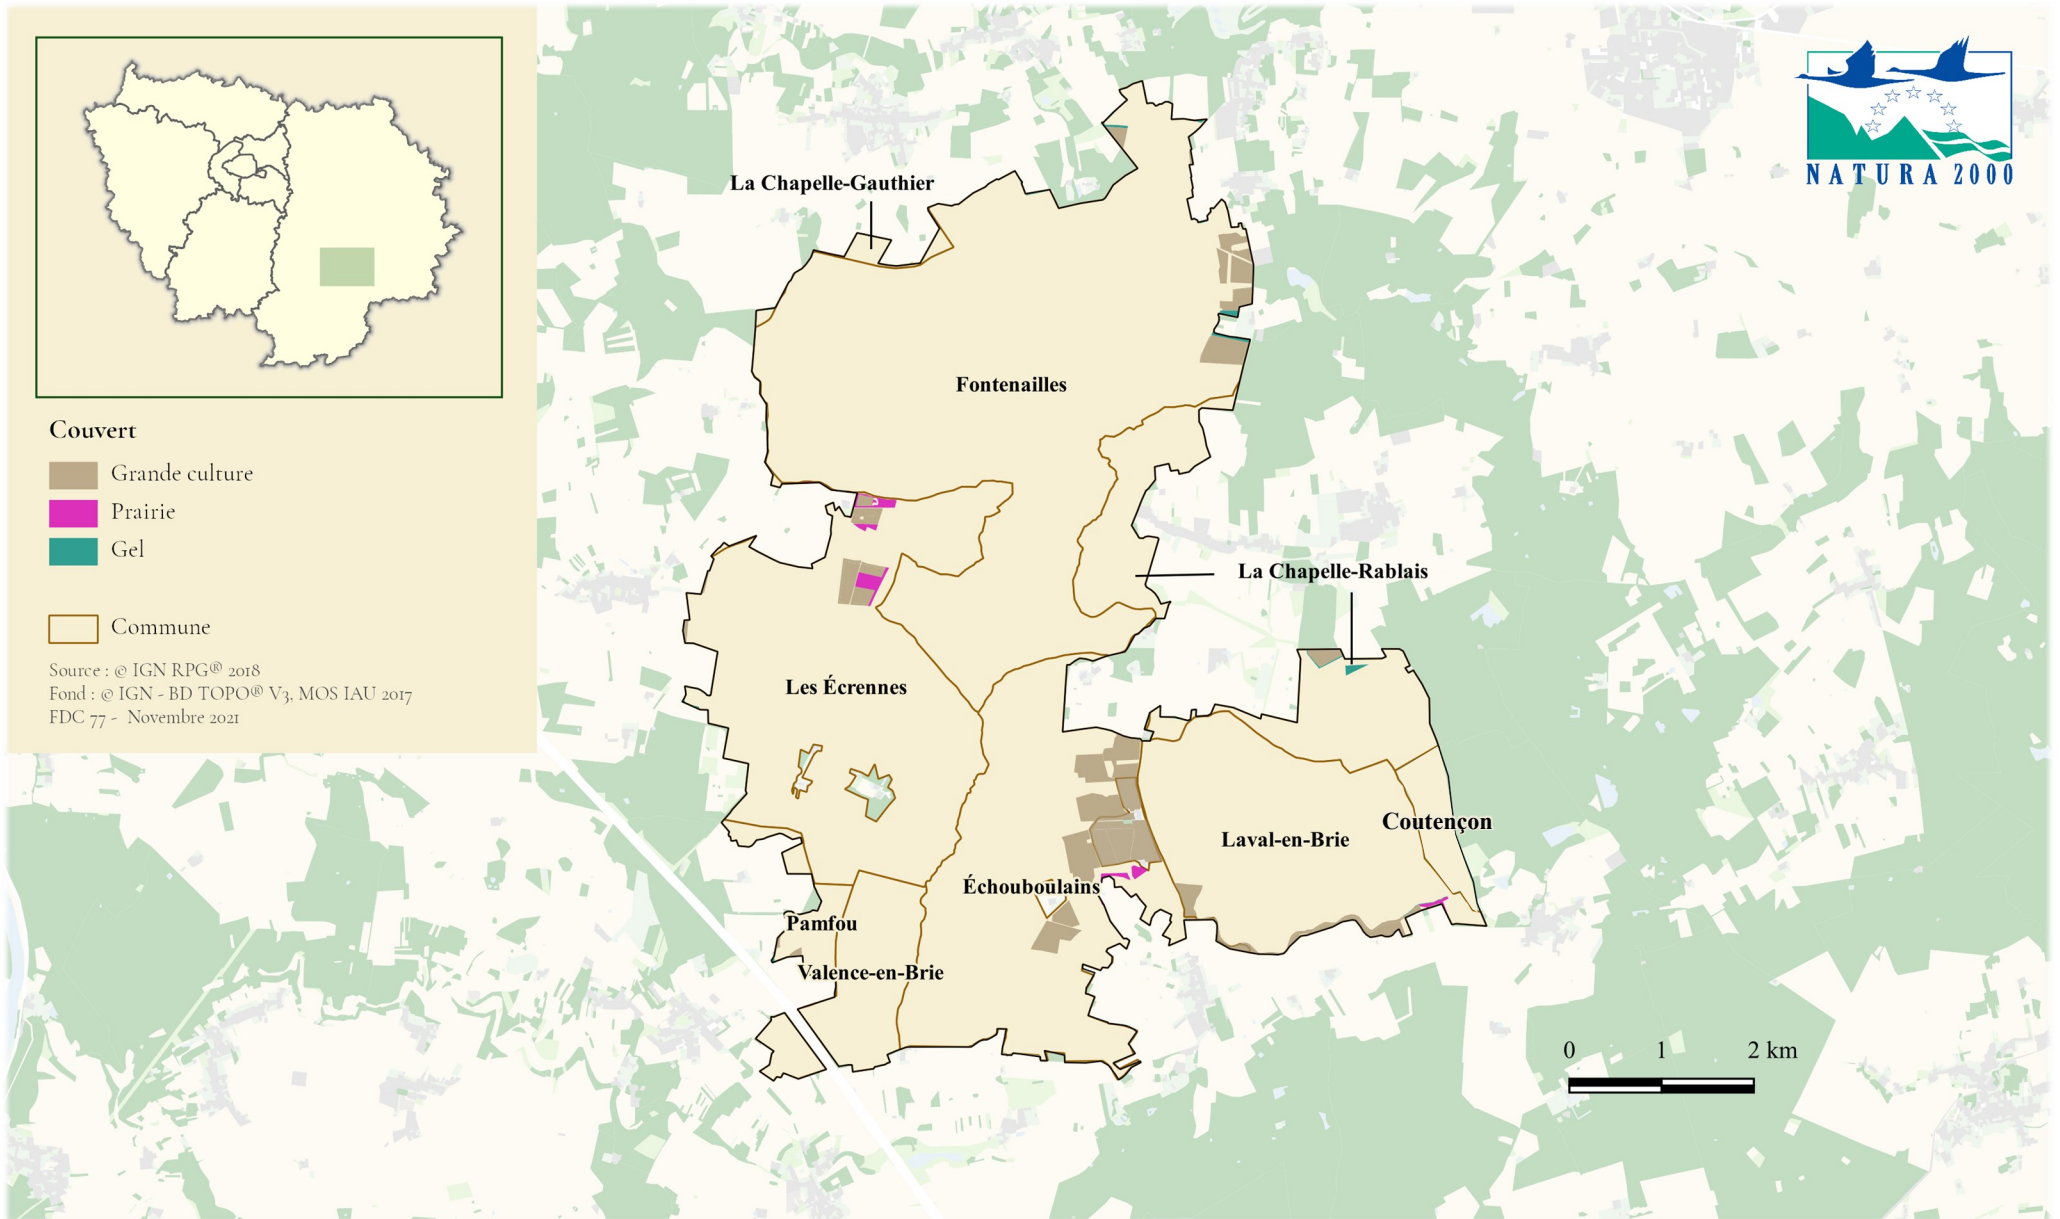 Couvert
Grande culture
Prairie
Gel
Commune
Source : © IGN RPG® 2018
Fond : © IGN - BD TOPO® V3, MOS IAU 2017
FDC 77 - Novembre 2021
NATURA 2000
La Chapelle-Gauthier
Fontenailles
La Chapelle-Rablais
Les Écrennes
Coutençon
Laval-en-Brie
Échouboulains
Pamfou
Valence-en-Brie
0 1 2 km